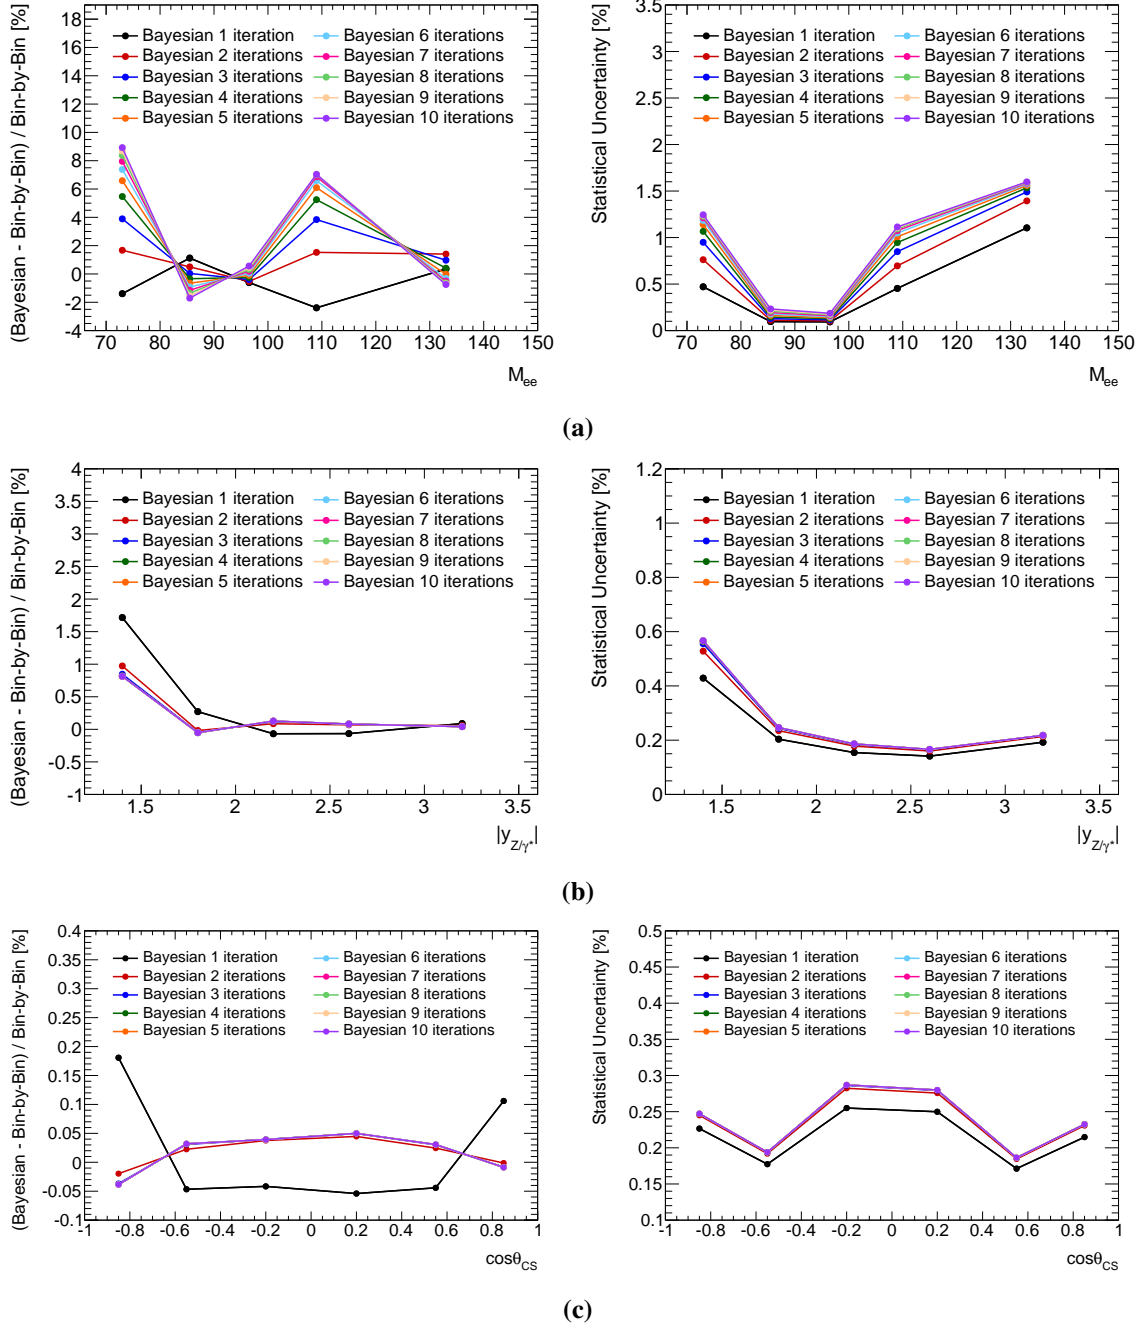 (Bayesian - Bin-by-Bin) / Bin-by-Bin [%]
18
16
14
12
10
8
6
4
2
0
-2
-4
Bayesian 1 iteration
Bayesian 2 iterations
Bayesian 3 iterations
Bayesian 4 iterations
Bayesian 5 iterations
Bayesian 6 iterations
Bayesian 7 iterations
Bayesian 8 iterations
Bayesian 9 iterations
Bayesian 10 iterations
70 80 90 100 110 120 130 140 150
M_ee
Statistical Uncertainty [%]
3.5
3
2.5
2
1.5
1
0.5
0
Bayesian 1 iteration
Bayesian 2 iterations
Bayesian 3 iterations
Bayesian 4 iterations
Bayesian 5 iterations
Bayesian 6 iterations
Bayesian 7 iterations
Bayesian 8 iterations
Bayesian 9 iterations
Bayesian 10 iterations
70 80 90 100 110 120 130 140 150
M_ee
(a)
(Bayesian - Bin-by-Bin) / Bin-by-Bin [%]
4
3.5
3
2.5
2
1.5
1
0.5
0
-0.5
-1
Bayesian 1 iteration
Bayesian 2 iterations
Bayesian 3 iterations
Bayesian 4 iterations
Bayesian 5 iterations
Bayesian 6 iterations
Bayesian 7 iterations
Bayesian 8 iterations
Bayesian 9 iterations
Bayesian 10 iterations
1.5 2 2.5 3 3.5
|y_Z/γ*|
Statistical Uncertainty [%]
1.2
1
0.8
0.6
0.4
0.2
0
Bayesian 1 iteration
Bayesian 2 iterations
Bayesian 3 iterations
Bayesian 4 iterations
Bayesian 5 iterations
Bayesian 6 iterations
Bayesian 7 iterations
Bayesian 8 iterations
Bayesian 9 iterations
Bayesian 10 iterations
1.5 2 2.5 3 3.5
|y_Z/γ*|
(b)
(Bayesian - Bin-by-Bin) / Bin-by-Bin [%]
0.4
0.35
0.3
0.25
0.2
0.15
0.1
0.05
0
-0.05
-0.1
Bayesian 1 iteration
Bayesian 2 iterations
Bayesian 3 iterations
Bayesian 4 iterations
Bayesian 5 iterations
Bayesian 6 iterations
Bayesian 7 iterations
Bayesian 8 iterations
Bayesian 9 iterations
Bayesian 10 iterations
-1 -0.8 -0.6 -0.4 -0.2 0 0.2 0.4 0.6 0.8 1
cosθ_CS
Statistical Uncertainty [%]
0.5
0.45
0.4
0.35
0.3
0.25
0.2
0.15
0.1
Bayesian 1 iteration
Bayesian 2 iterations
Bayesian 3 iterations
Bayesian 4 iterations
Bayesian 5 iterations
Bayesian 6 iterations
Bayesian 7 iterations
Bayesian 8 iterations
Bayesian 9 iterations
Bayesian 10 iterations
-1 -0.8 -0.6 -0.4 -0.2 0 0.2 0.4 0.6 0.8 1
cosθ_CS
(c)